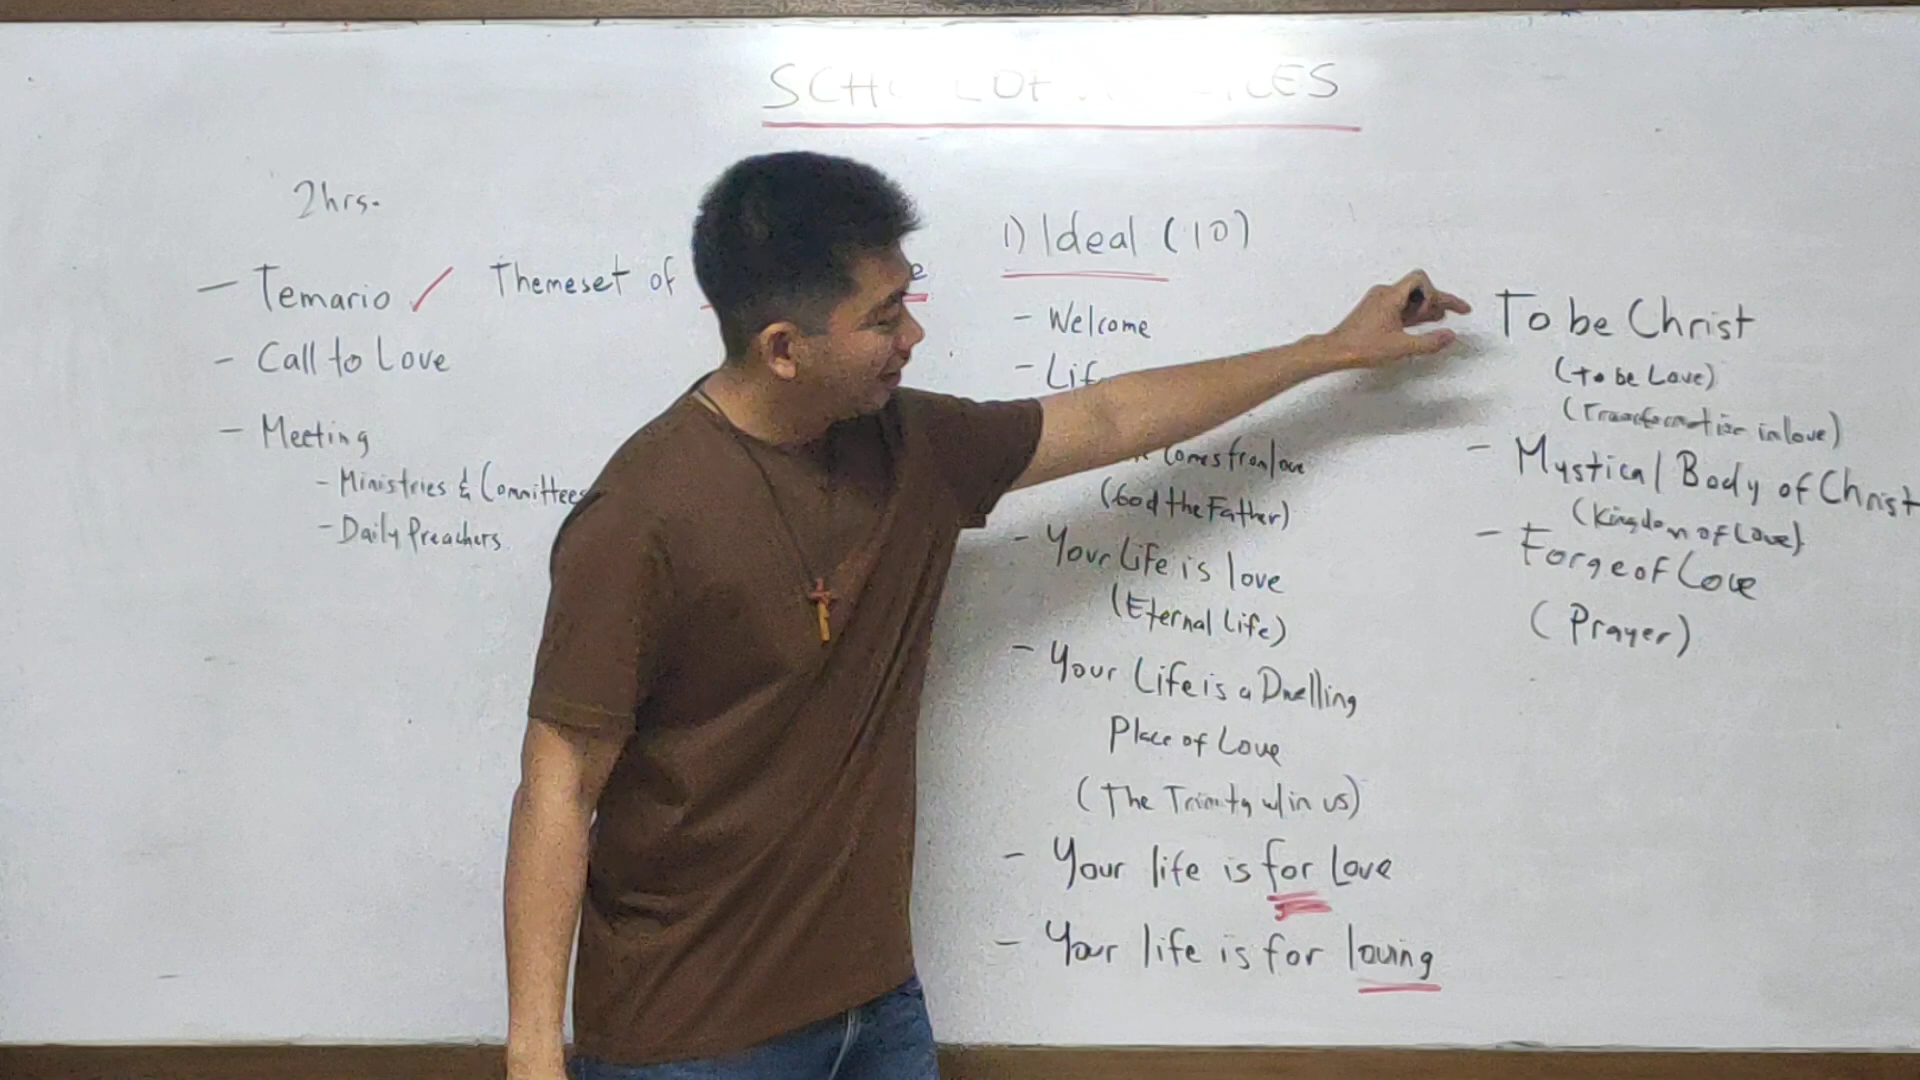 2hrs.
- Temario ✓ Themeset of
- Call to Love
- Meeting
- Ministries & Committees
- Daily Preachers
1) Ideal (10)
- Welcome
- Lif
comes from love
(God the Father)
- Your Life is love
(Eternal Life)
- Your Life is a Dwelling
Place of Love
(The Trinity w/in us)
- Your life is for Love
- Your life is for loving
To be Christ
(to be Love)
(Transformation in love)
- Mystical Body of Christ
(Kingdom of Love)
- Forge of Love
(Prayer)